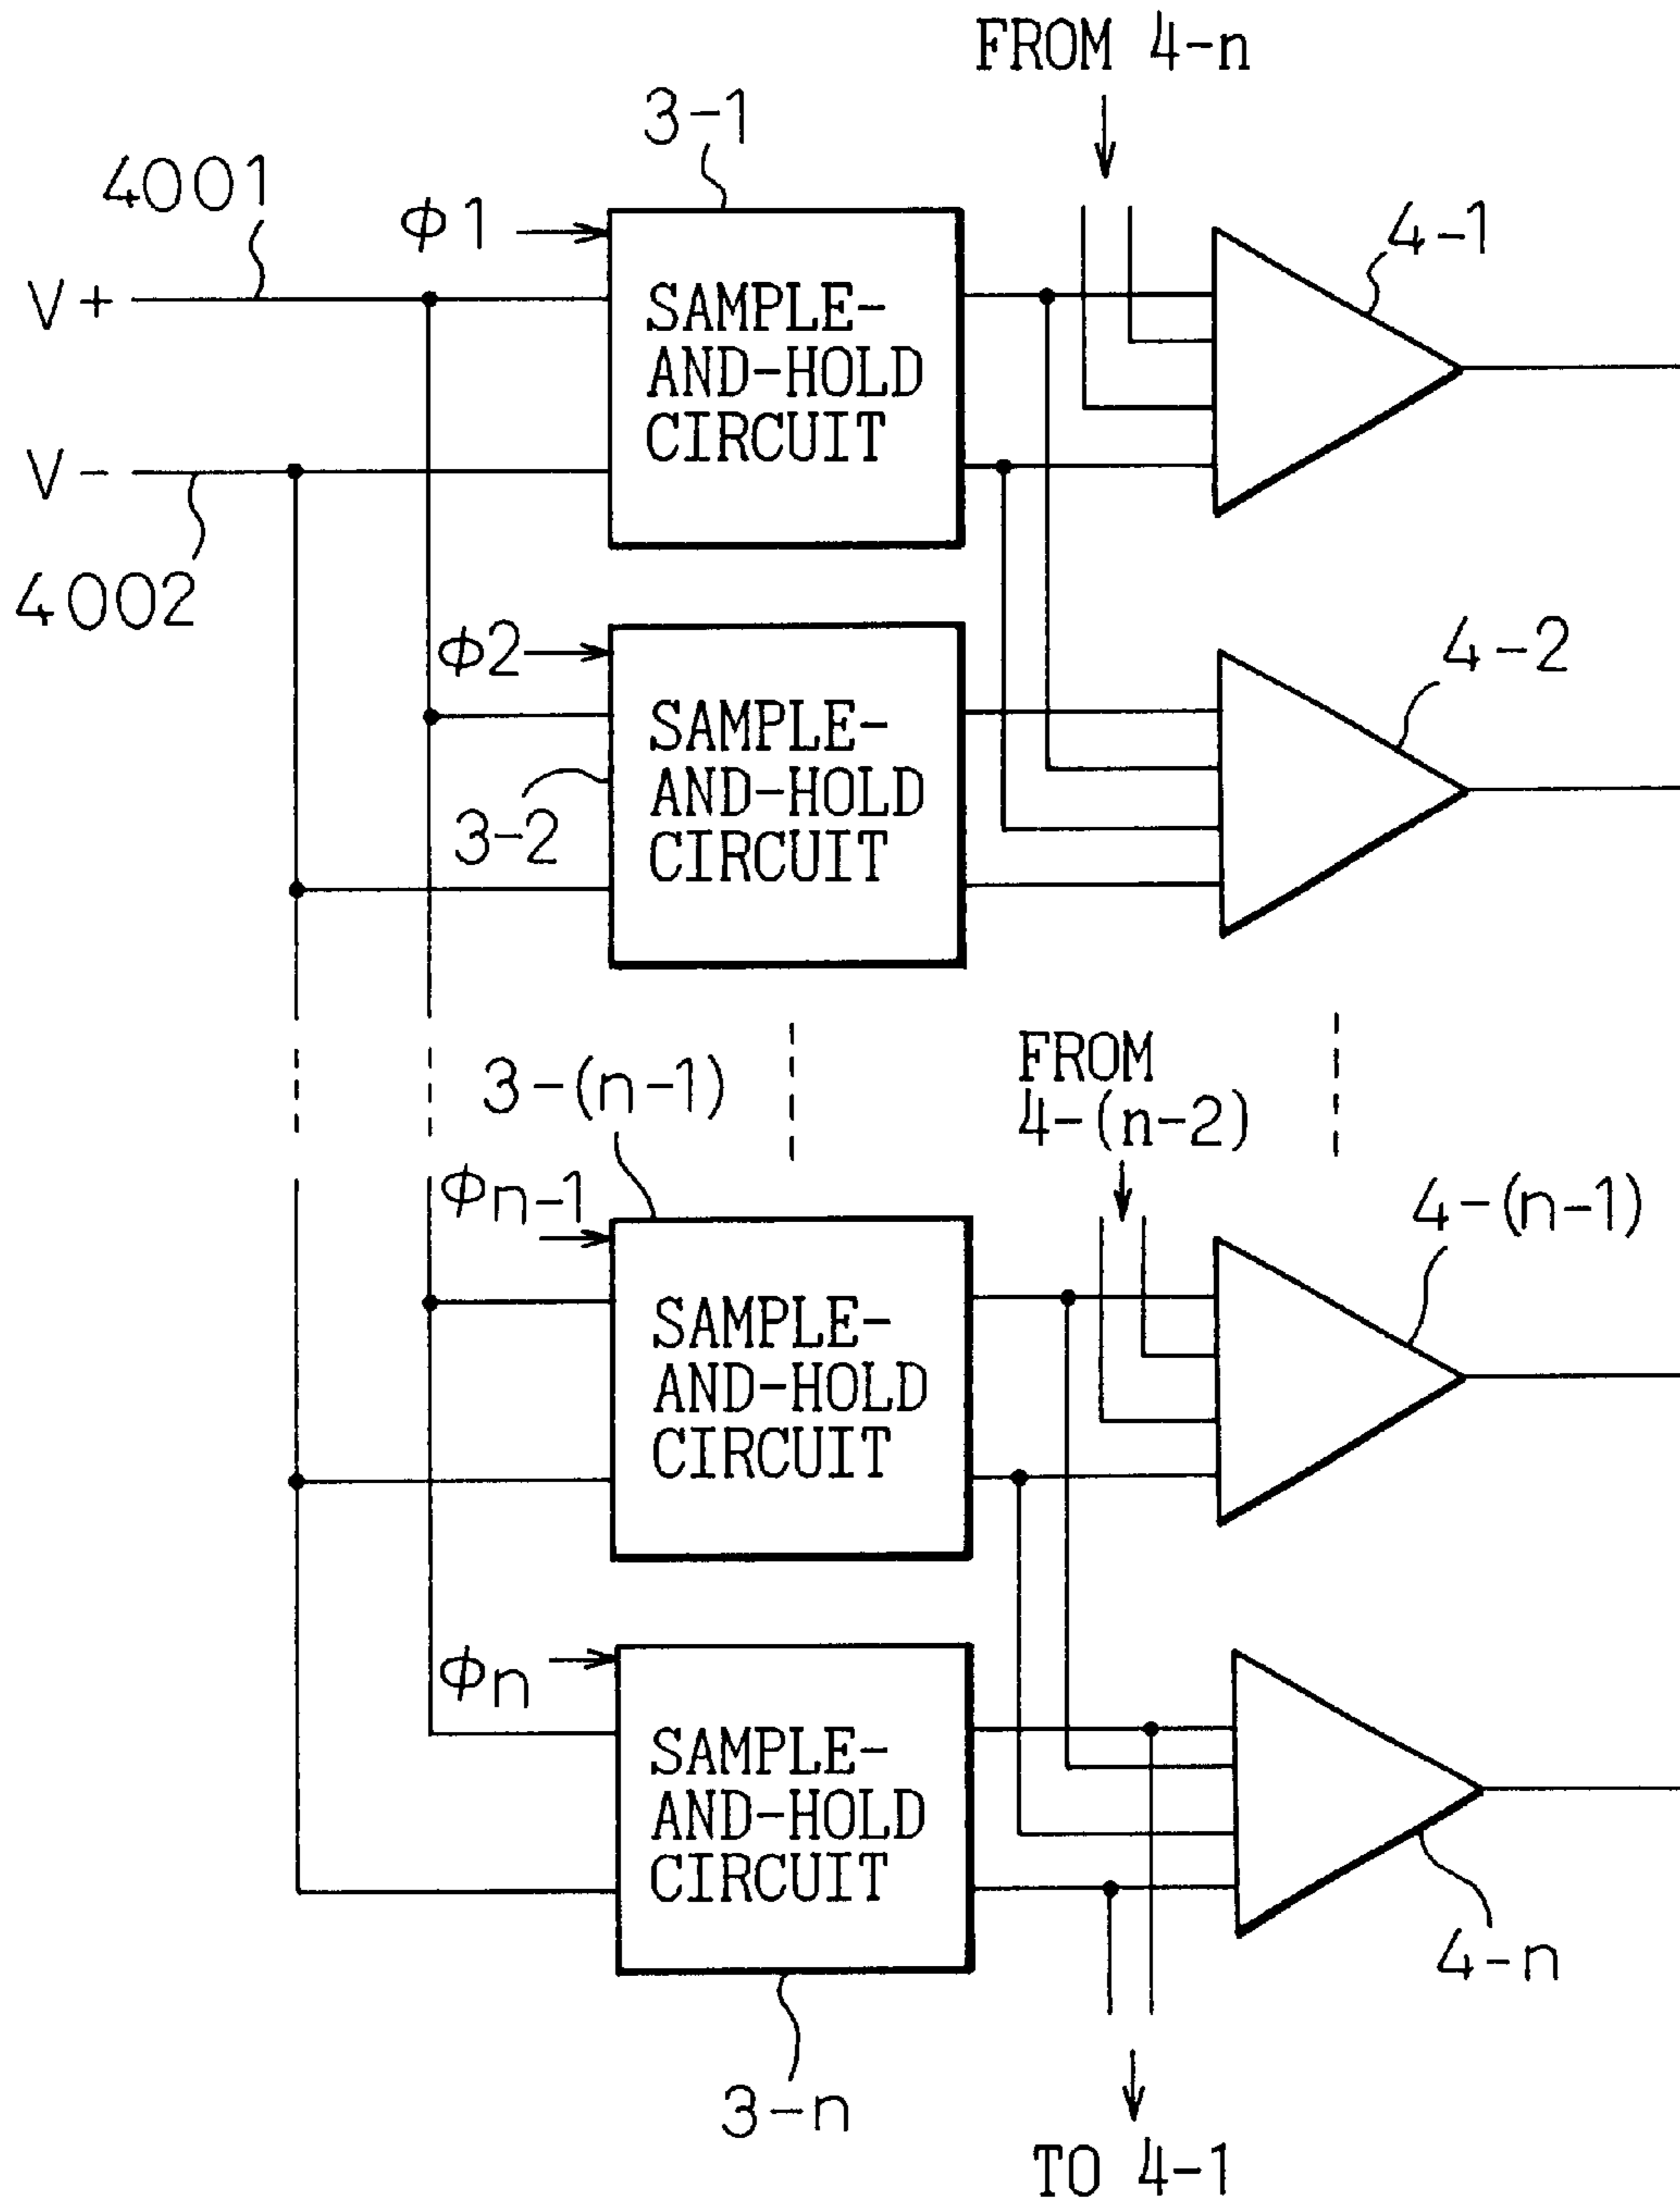 FROM 4-n
3-1
4001
ϕ1
4-1
V+
SAMPLE-
AND-HOLD
CIRCUIT
V-
4002
ϕ2
4-2
SAMPLE-
AND-HOLD
CIRCUIT
3-2
FROM
4-(n-2)
3-(n-1)
ϕn-1
4-(n-1)
SAMPLE-
AND-HOLD
CIRCUIT
ϕn
SAMPLE-
AND-HOLD
CIRCUIT
4-n
3-n
TO 4-1